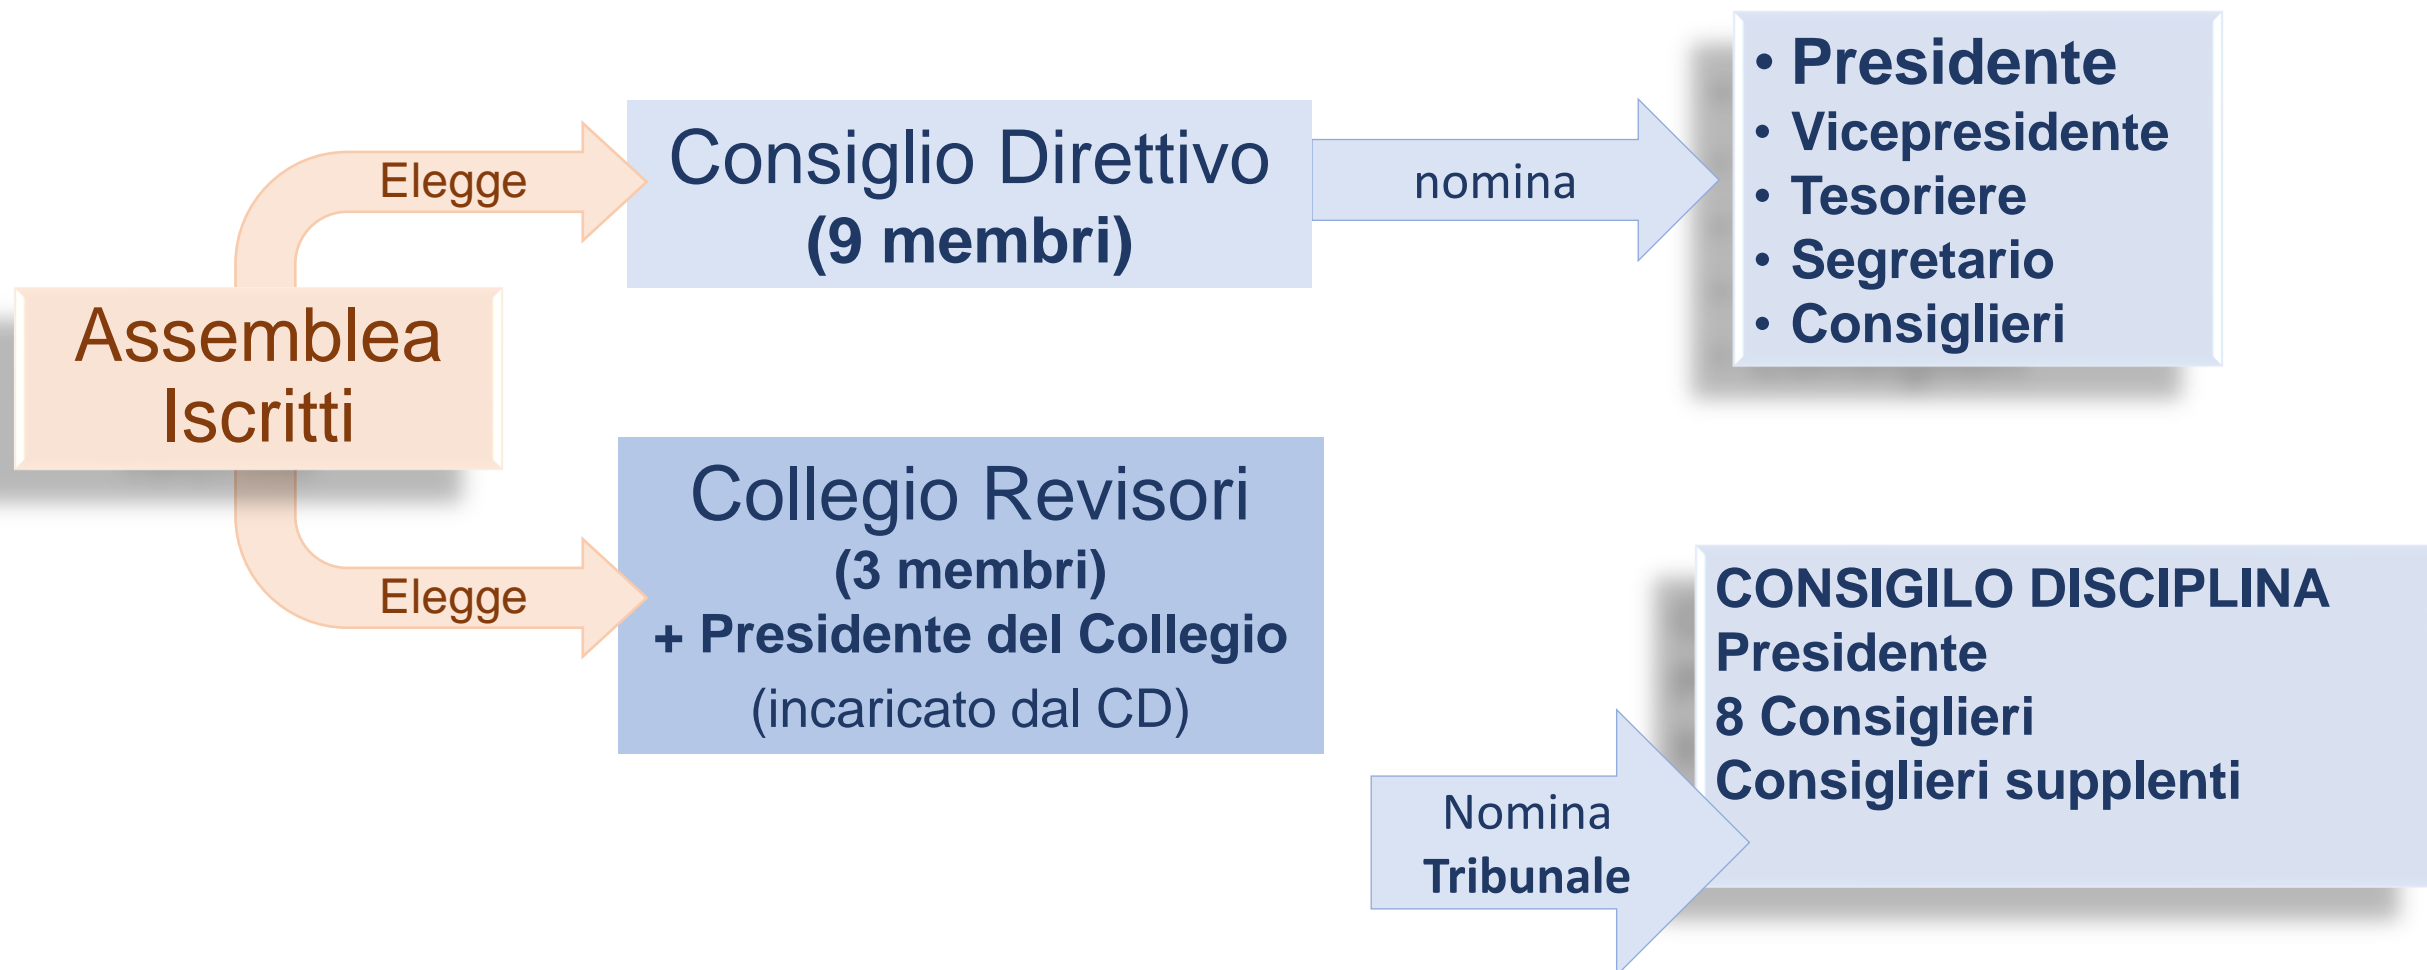 Assemblea
Iscritti
Elegge
Consiglio Direttivo
(9 membri)
nomina
• Presidente
• Vicepresidente
• Tesoriere
• Segretario
• Consiglieri
Elegge
Collegio Revisori
(3 membri)
+ Presidente del Collegio
(incaricato dal CD)
Nomina
Tribunale
CONSIGILO DISCIPLINA
Presidente
8 Consiglieri
Consiglieri supplenti